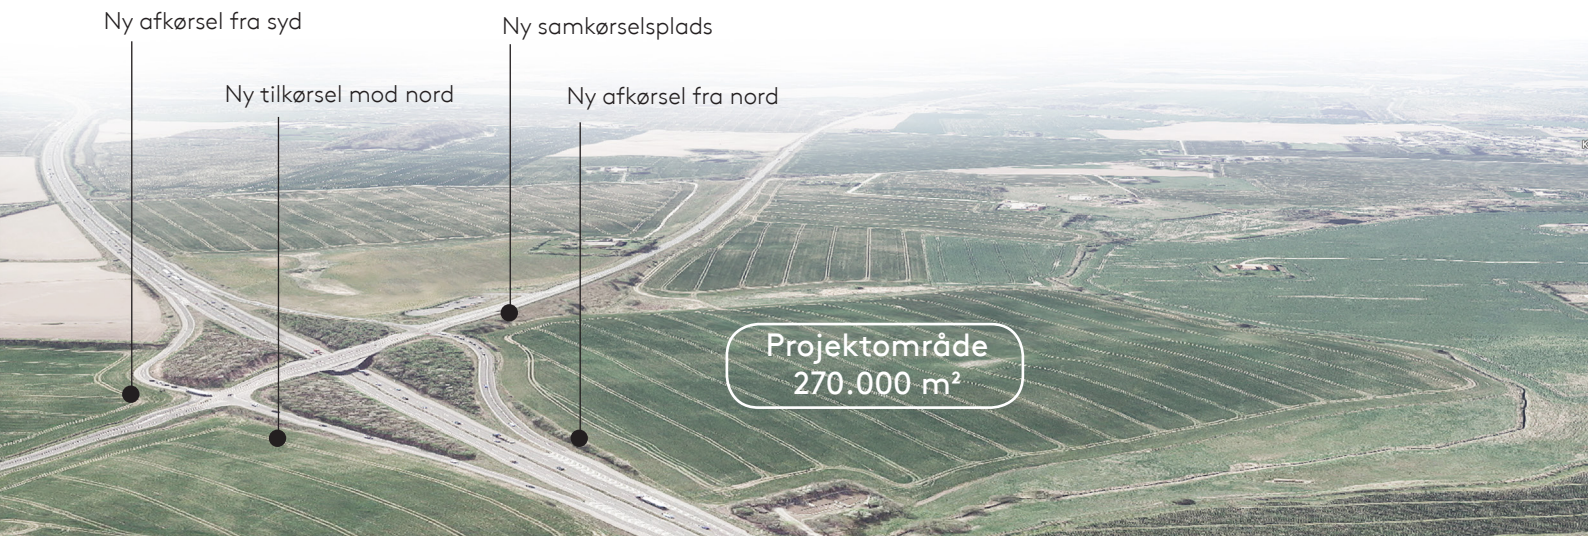 Ny afkørsel fra syd
Ny samkørselsplads
Ny tilkørsel mod nord
Ny afkørsel fra nord
Projektområde
270.000 m²